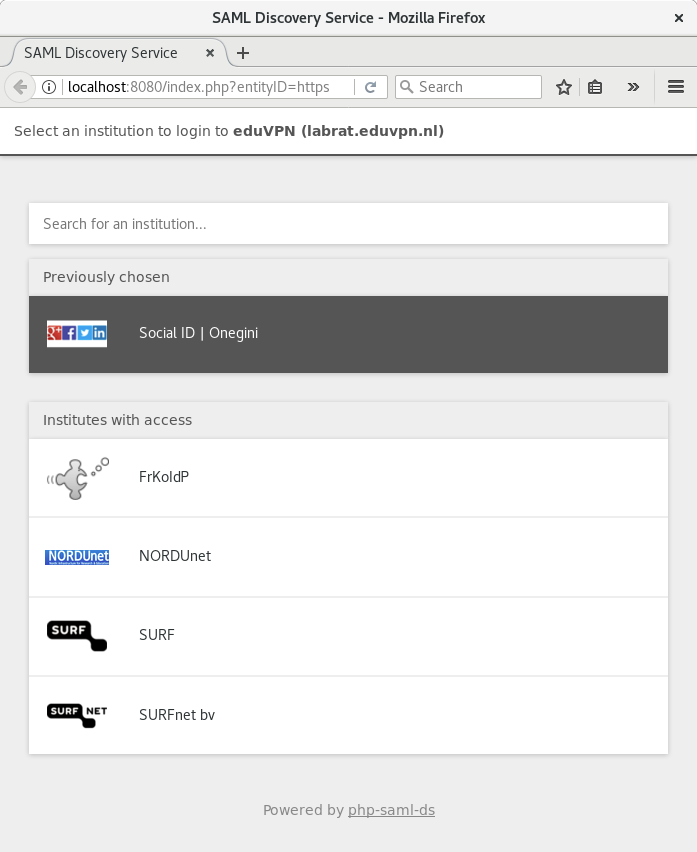 SAML Discovery Service - Mozilla Firefox
SAML Discovery Service
localhost:8080/index.php?entityID=https
Search
Select an institution to login to eduVPN (labrat.eduvpn.nl)
Search for an institution...
Previously chosen
Social ID | Onegini
Institutes with access
FrKoIdP
NORDUnet
NORDUnet
SURF
SURF
SURF NET
SURFnet bv
Powered by php-saml-ds